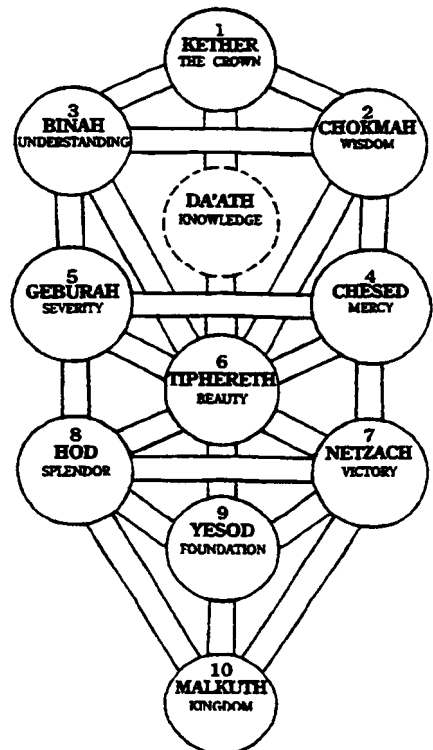 1
KETHER
THE CROWN
3
BINAH
UNDERSTANDING
2
CHOKMAH
WISDOM
DA'ATH
KNOWLEDGE
5
GEBURAH
SEVERITY
4
CHESED
MERCY
6
TIPHERETH
BEAUTY
8
HOD
SPLENDOR
7
NETZACH
VICTORY
9
YESOD
FOUNDATION
10
MALKUTH
KINGDOM